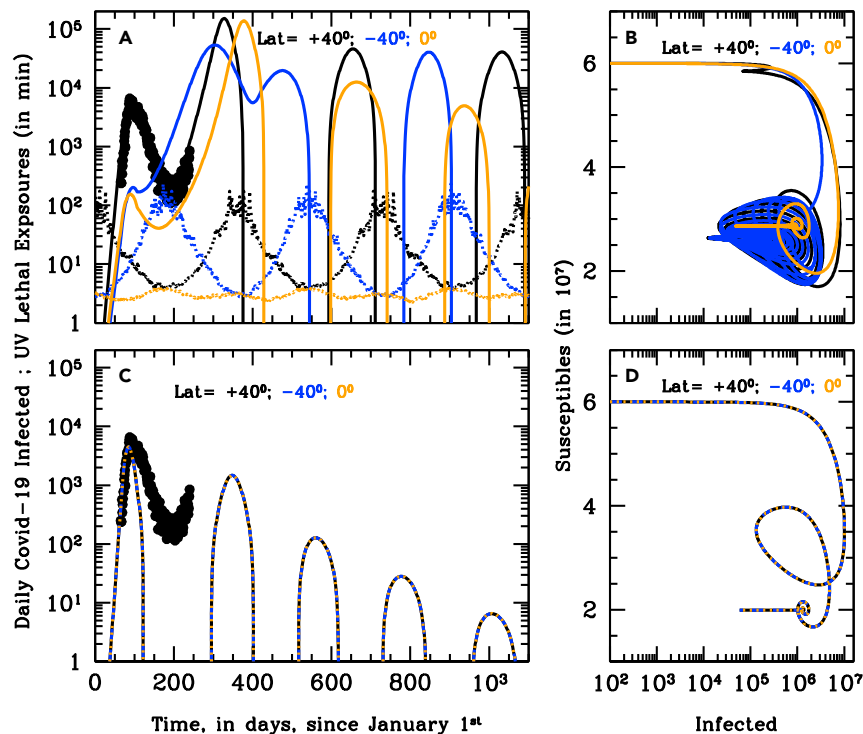 Daily Covid-19 Infected ; UV Lethal Expsoures (in min)
A
Lat= +40⁰; -40⁰; 0⁰
10⁵
10⁴
10³
10²
10¹
1
B
Lat= +40⁰; -40⁰; 0⁰
Susceptibles (in 10⁷)
6
4
2
C
Lat= +40⁰; -40⁰; 0⁰
10⁵
10⁴
10³
10²
10¹
1
0 200 400 600 800 10³
Time, in days, since January 1ˢᵗ
D
Lat= +40⁰; -40⁰; 0⁰
6
4
2
10² 10³ 10⁴ 10⁵ 10⁶ 10⁷
Infected